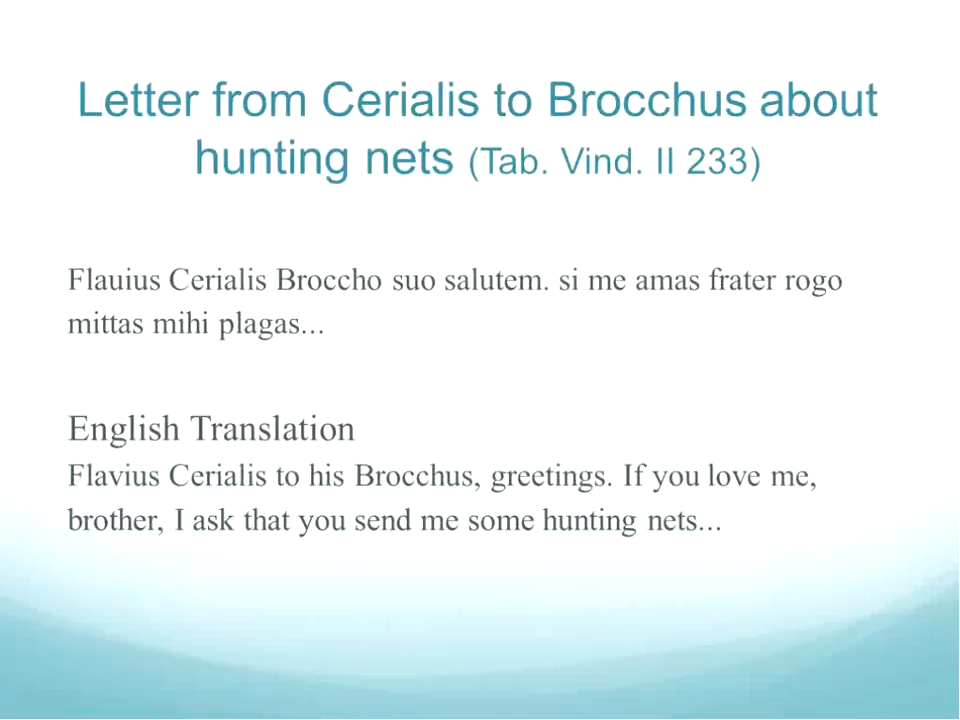 Letter from Cerialis to Brocchus about
hunting nets (Tab. Vind. II 233)
Flauius Cerialis Broccho suo salutem. si me amas frater rogo
mittas mihi plagas...
English Translation
Flavius Cerialis to his Brocchus, greetings. If you love me,
brother, I ask that you send me some hunting nets...